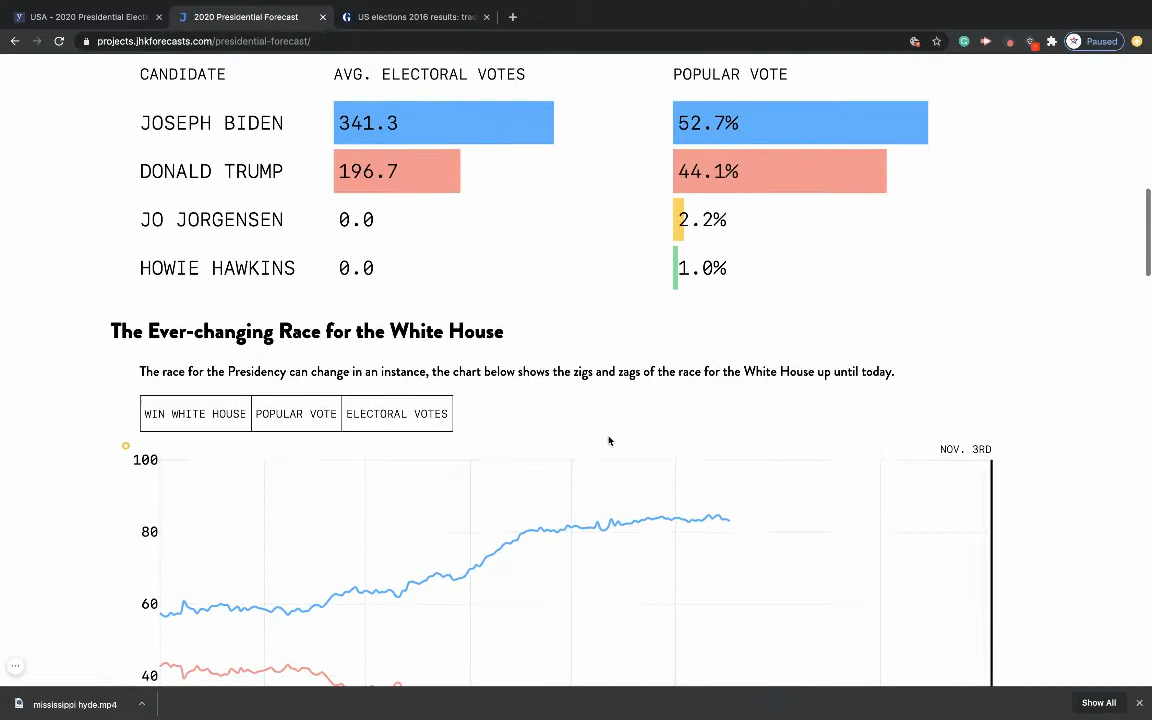 USA - 2020 Presidential Electi
2020 Presidential Forecast
US elections 2016 results: trac
projects.jhkforecasts.com/presidential-forecast/
Paused
CANDIDATE AVG. ELECTORAL VOTES POPULAR VOTE
JOSEPH BIDEN 341.3 52.7%
DONALD TRUMP 196.7 44.1%
JO JORGENSEN 0.0 2.2%
HOWIE HAWKINS 0.0 1.0%
The Ever-changing Race for the White House
The race for the Presidency can change in an instance, the chart below shows the zigs and zags of the race for the White House up until today.
WIN WHITE HOUSE POPULAR VOTE ELECTORAL VOTES
NOV. 3RD
100
80
60
40
mississippi hyde.mp4
Show All